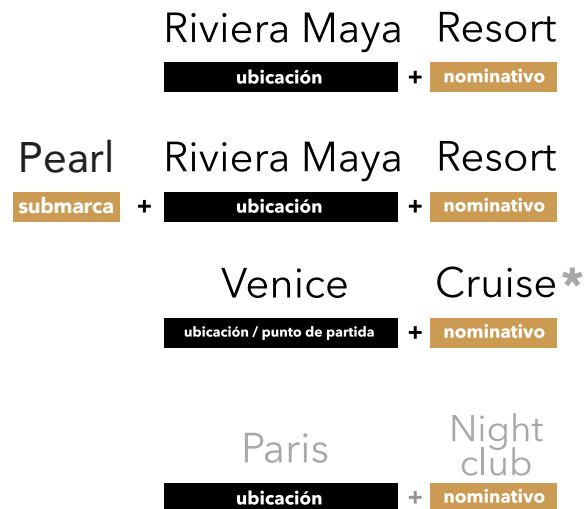 Riviera Maya Resort
ubicación + nominativo
Pearl Riviera Maya Resort
submarca + ubicación + nominativo
Venice Cruise*
ubicación / punto de partida + nominativo
Paris Night club
ubicación + nominativo